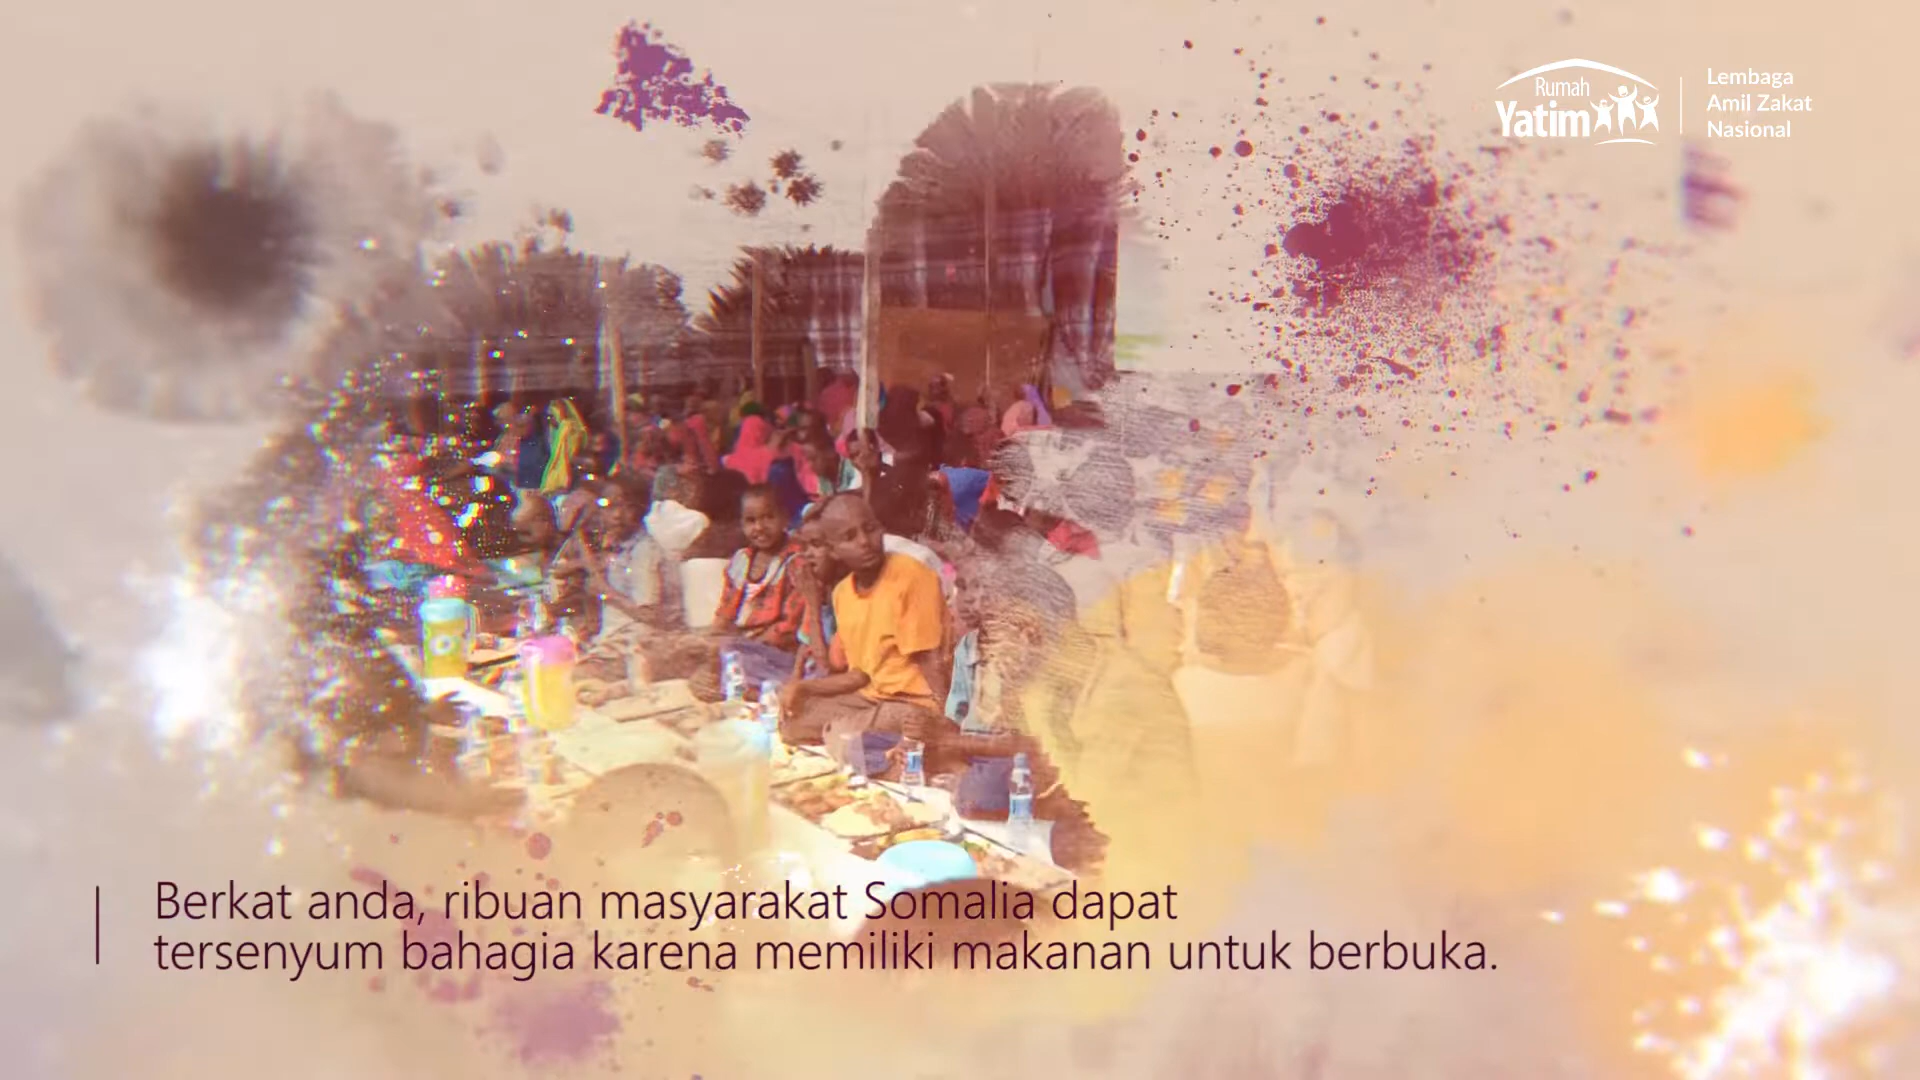 Rumah
Yatim
Lembaga
Amil Zakat
Nasional
Berkat anda, ribuan masyarakat Somalia dapat
tersenyum bahagia karena memiliki makanan untuk berbuka.